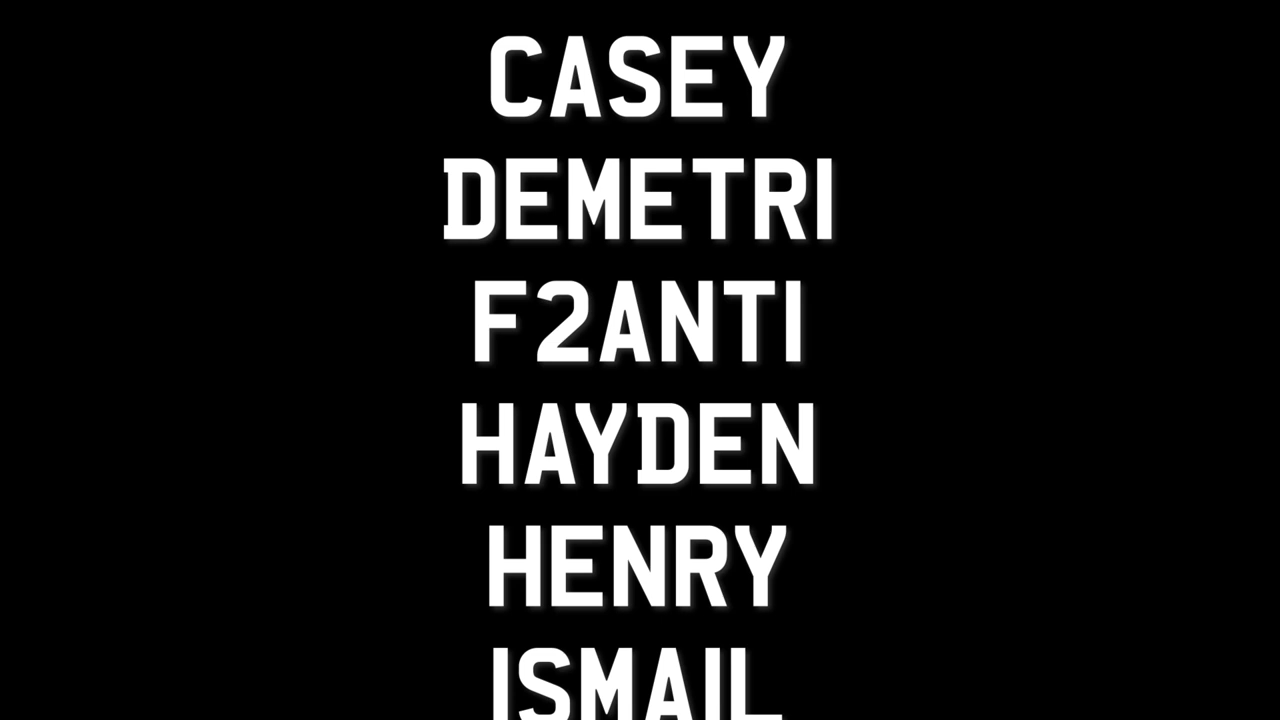 CASEY
DEMETRI
F2ANTI
HAYDEN
HENRY
ISMAIL